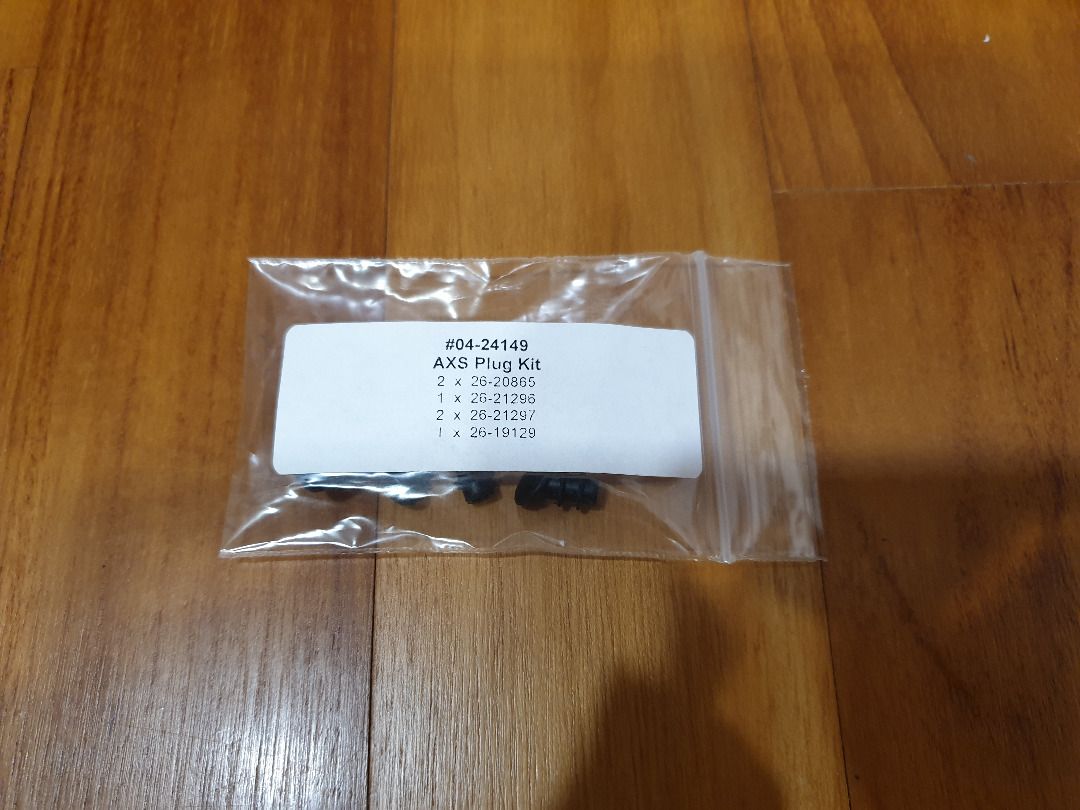 #04-24149
AXS Plug Kit
2 x 26-20865
1 x 26-21296
2 x 26-21297
1 x 26-19129